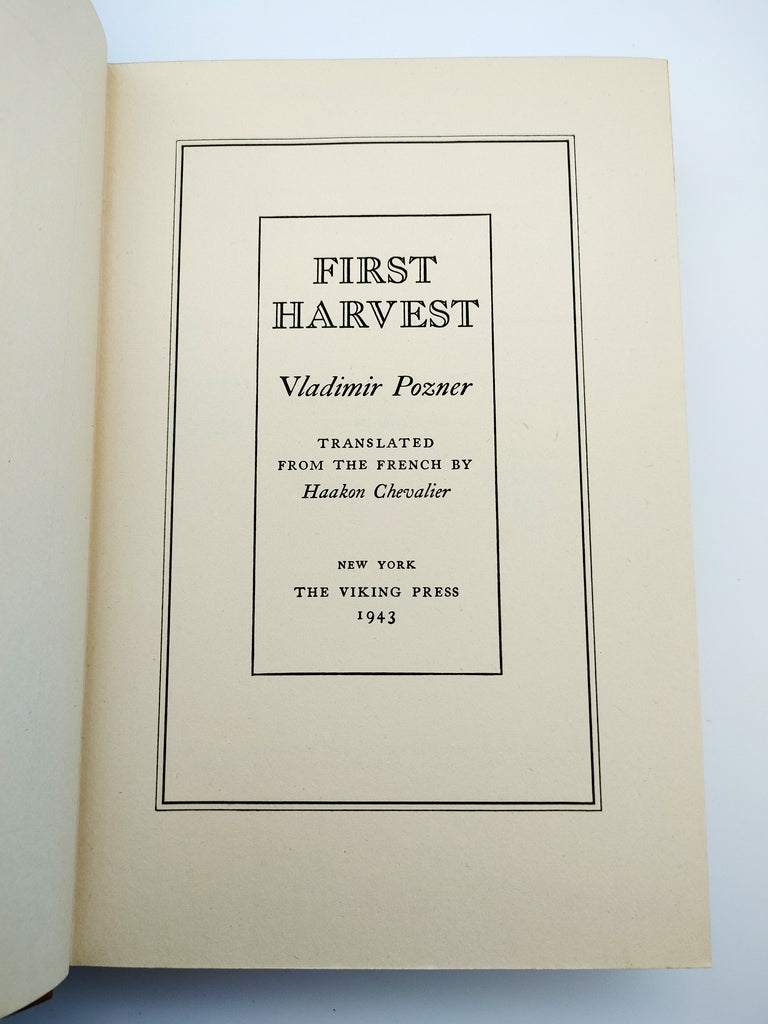 FIRST
HARVEST
Vladimir Pozner
TRANSLATED
FROM THE FRENCH BY
Haakon Chevalier
NEW YORK
THE VIKING PRESS
1943